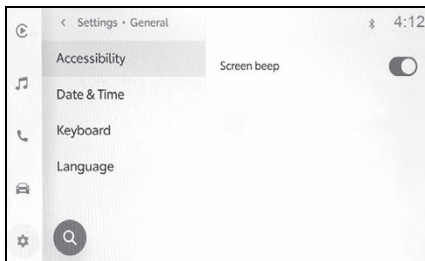 < Settings • General
4:12
Accessibility
Screen beep
Date & Time
Keyboard
Language